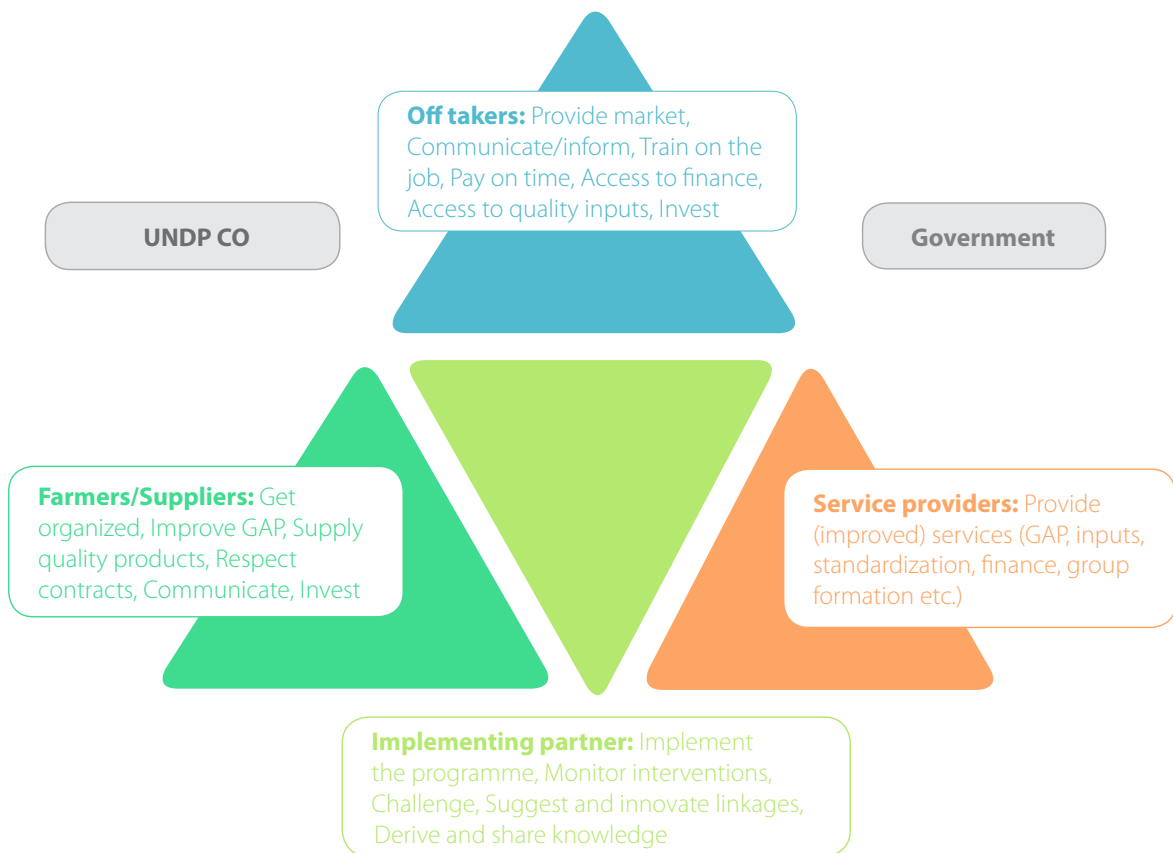 Off takers: Provide market,
Communicate/inform, Train on the
job, Pay on time, Access to finance,
Access to quality inputs, Invest
UNDP CO
Government
Farmers/Suppliers: Get
organized, Improve GAP, Supply
quality products, Respect
contracts, Communicate, Invest
Service providers: Provide
(improved) services (GAP, inputs,
standardization, finance, group
formation etc.)
Implementing partner: Implement
the programme, Monitor interventions,
Challenge, Suggest and innovate linkages,
Derive and share knowledge